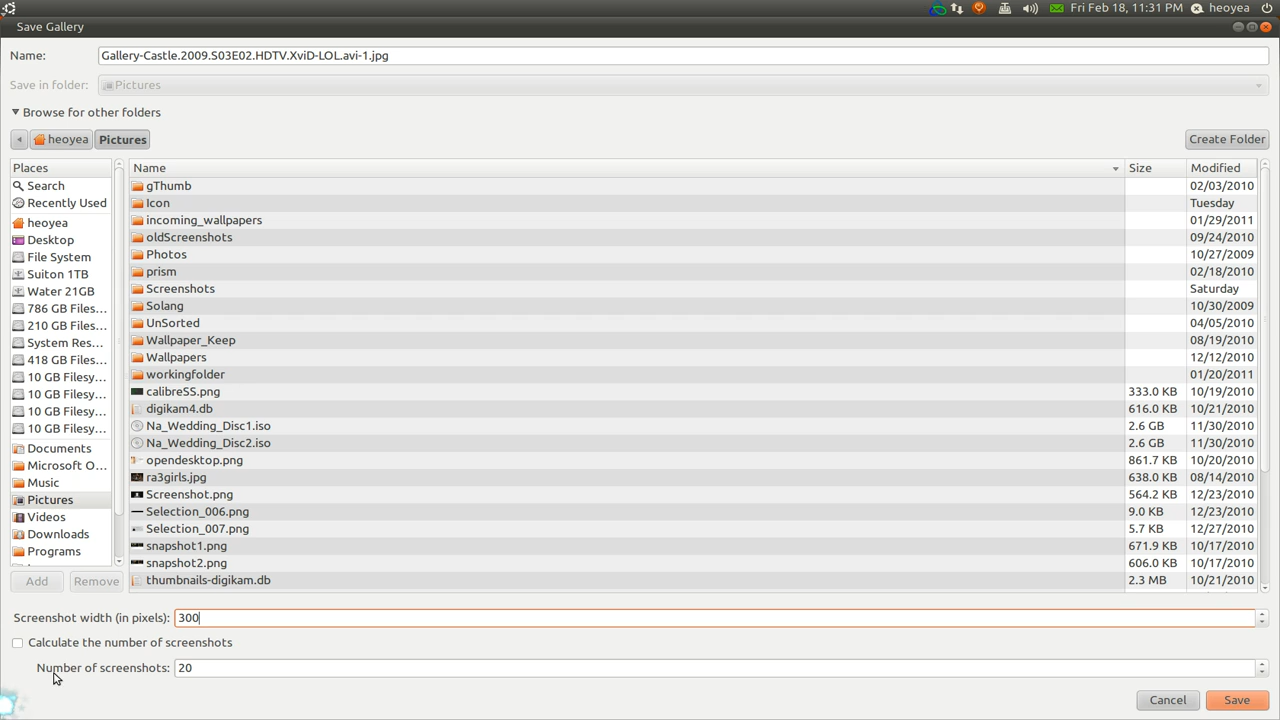 Fri Feb 18, 11:31 PM heoyea
Save Gallery
Name: Gallery-Castle.2009.S03E02.HDTV.XviD-LOL.avi-1.jpg
Save in folder: Pictures
Browse for other folders
heoyea Pictures Create Folder
Places
Search
Recently Used
heoyea
Desktop
File System
Suiton 1TB
Water 21GB
786 GB Files...
210 GB Files...
System Res...
418 GB Files...
10 GB Filesy...
10 GB Filesy...
10 GB Filesy...
10 GB Filesy...
Documents
Microsoft O...
Music
Pictures
Videos
Downloads
Programs
Add Remove
Name Size Modified
gThumb 02/03/2010
Icon Tuesday
incoming_wallpapers 01/29/2011
oldScreenshots 09/24/2010
Photos 10/27/2009
prism 02/18/2010
Screenshots Saturday
Solang 10/30/2009
UnSorted 04/05/2010
Wallpaper_Keep 08/19/2010
Wallpapers 12/12/2010
workingfolder 01/20/2011
calibreSS.png 333.0 KB 10/19/2010
digikam4.db 616.0 KB 10/21/2010
Na_Wedding_Disc1.iso 2.6 GB 11/30/2010
Na_Wedding_Disc2.iso 2.6 GB 11/30/2010
opendesktop.png 861.7 KB 10/20/2010
ra3girls.jpg 638.0 KB 08/14/2010
Screenshot.png 564.2 KB 12/23/2010
Selection_006.png 9.0 KB 12/23/2010
Selection_007.png 5.7 KB 12/27/2010
snapshot1.png 671.9 KB 10/17/2010
snapshot2.png 606.0 KB 10/17/2010
thumbnails-digikam.db 2.3 MB 10/21/2010
Screenshot width (in pixels): 300
Calculate the number of screenshots
Number of screenshots: 20
Cancel Save